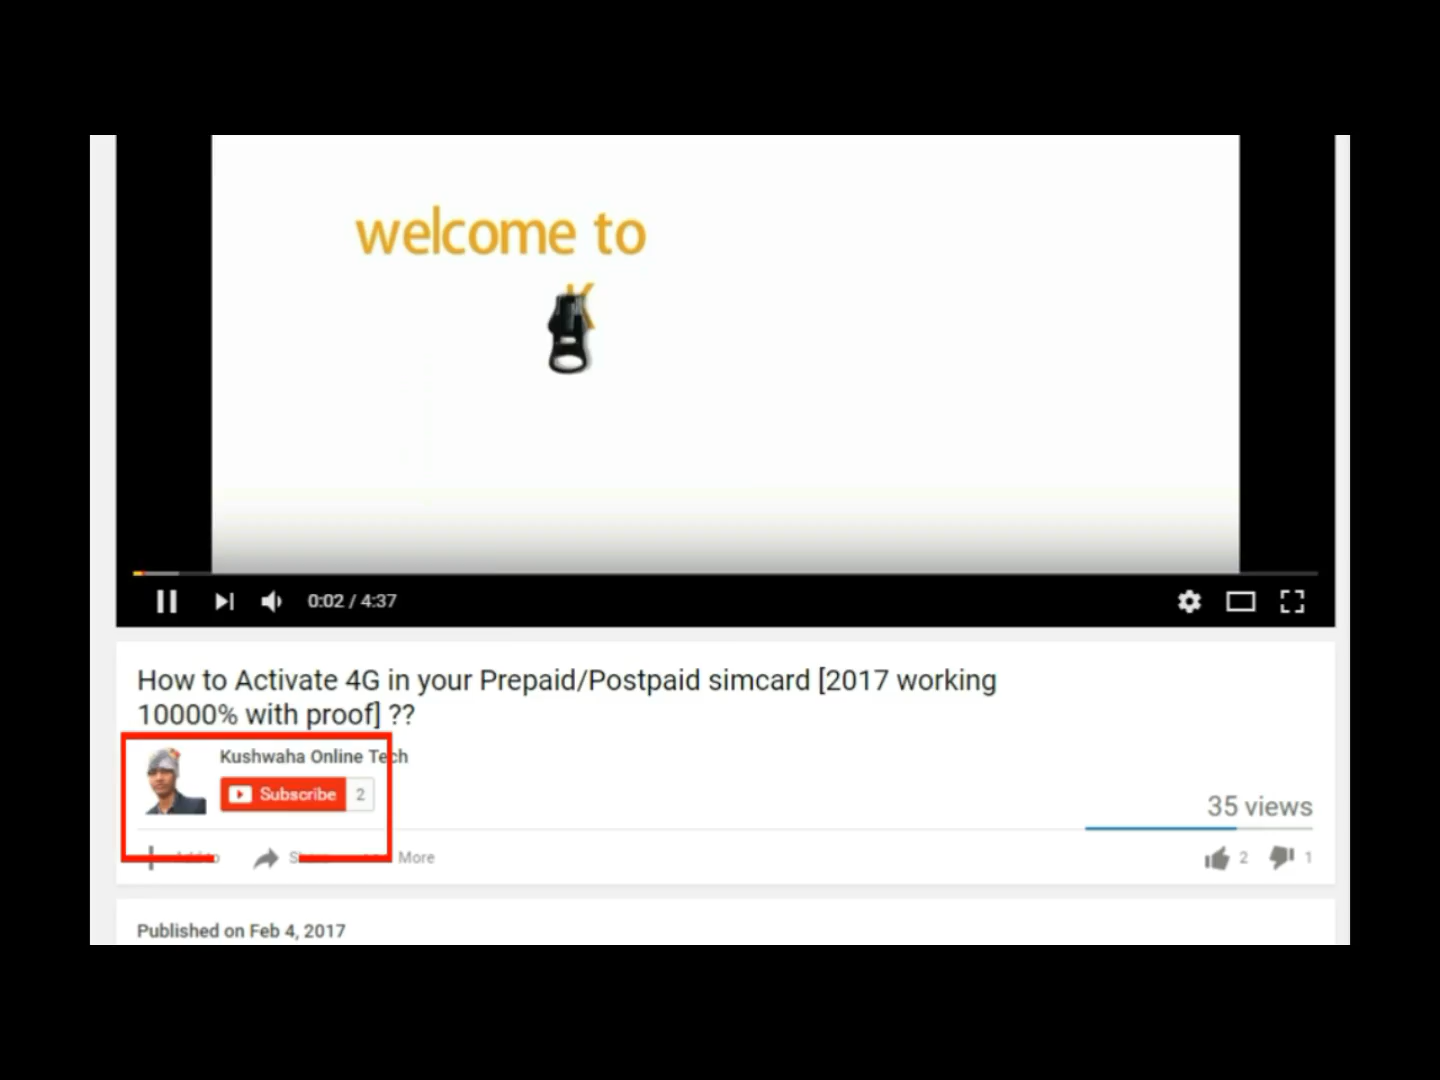 welcome to
K
0:02 / 4:37
How to Activate 4G in your Prepaid/Postpaid simcard [2017 working
10000% with proof] ??
Kushwaha Online Tech
Subscribe 2
35 views
More
2 1
Published on Feb 4, 2017